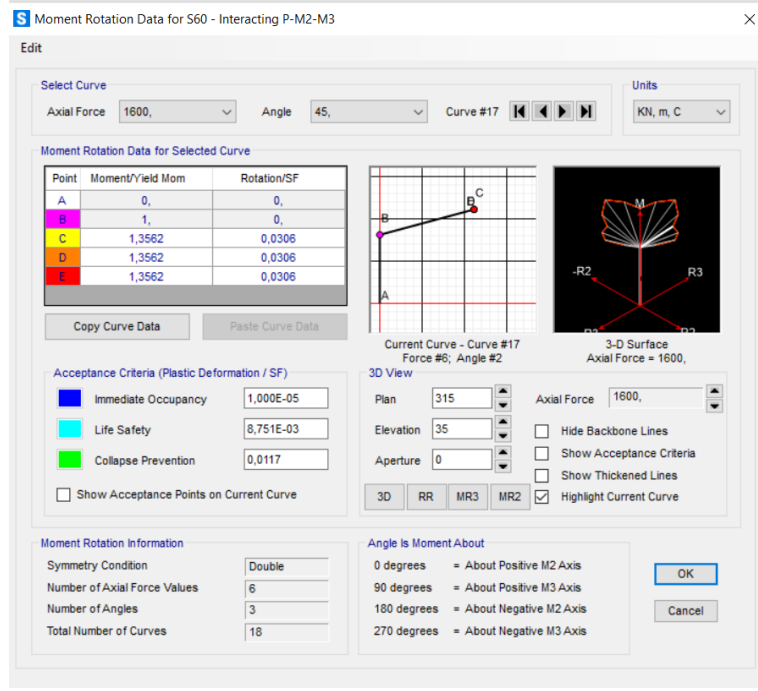 S Moment Rotation Data for S60 - Interacting P-M2-M3
Edit
Select Curve
Axial Force 1600, Angle 45, Curve #17
Units
KN, m, C
Moment Rotation Data for Selected Curve
Point Moment/Yield Mom Rotation/SF
A 0, 0,
B 1, 0,
C 1,3562 0,0306
D 1,3562 0,0306
E 1,3562 0,0306
Copy Curve Data Paste Curve Data
A
B
C
Current Curve - Curve #17
Force #6; Angle #2
M
-R2 R3
3-D Surface
Axial Force = 1600,
Acceptance Criteria (Plastic Deformation / SF)
Immediate Occupancy 1,000E-05
Life Safety 8,751E-03
Collapse Prevention 0,0117
Show Acceptance Points on Current Curve
3D View
Plan 315
Elevation 35
Aperture 0
3D RR MR3 MR2
Axial Force 1600,
Hide Backbone Lines
Show Acceptance Criteria
Show Thickened Lines
Highlight Current Curve
Moment Rotation Information
Symmetry Condition Double
Number of Axial Force Values 6
Number of Angles 3
Total Number of Curves 18
Angle Is Moment About
0 degrees = About Positive M2 Axis
90 degrees = About Positive M3 Axis
180 degrees = About Negative M2 Axis
270 degrees = About Negative M3 Axis
OK
Cancel